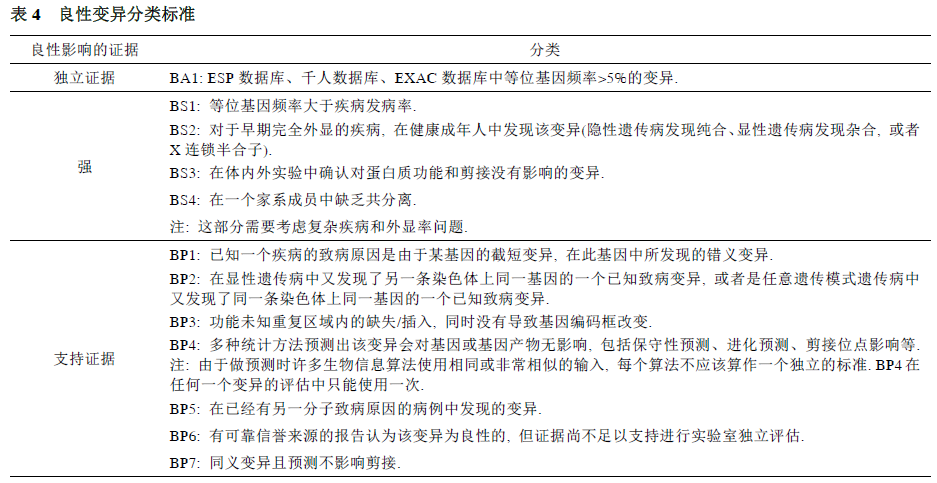 表 4 良性变异分类标准
良性影响的证据 分类
独立证据 BA1: ESP 数据库、千人数据库、EXAC 数据库中等位基因频率>5%的变异.
BS1: 等位基因频率大于疾病发病率.
BS2: 对于早期完全外显的疾病, 在健康成年人中发现该变异(隐性遗传病发现纯合、显性遗传病发现杂合, 或者
X 连锁半合子).
强 BS3: 在体内外实验中确认对蛋白质功能和剪接没有影响的变异.
BS4: 在一个家系成员中缺乏共分离.
注: 这部分需要考虑复杂疾病和外显率问题.
BP1: 已知一个疾病的致病原因是由于某基因的截短变异, 在此基因中所发现的错义变异.
BP2: 在显性遗传病中又发现了另一条染色体上同一基因的一个已知致病变异, 或者是任意遗传模式遗传病中
又发现了同一条染色体上同一基因的一个已知致病变异.
BP3: 功能未知重复区域内的缺失/插入, 同时没有导致基因编码框改变.
BP4: 多种统计方法预测出该变异会对基因或基因产物无影响, 包括保守性预测、进化预测、剪接位点影响等.
支持证据 注: 由于做预测时许多生物信息算法使用相同或非常相似的输入, 每个算法不应该算作一个独立的标准. BP4 在
任何一个变异的评估中只能使用一次.
BP5: 在已经有另一分子致病原因的病例中发现的变异.
BP6: 有可靠信誉来源的报告认为该变异为良性的, 但证据尚不足以支持进行实验室独立评估.
BP7: 同义变异且预测不影响剪接.